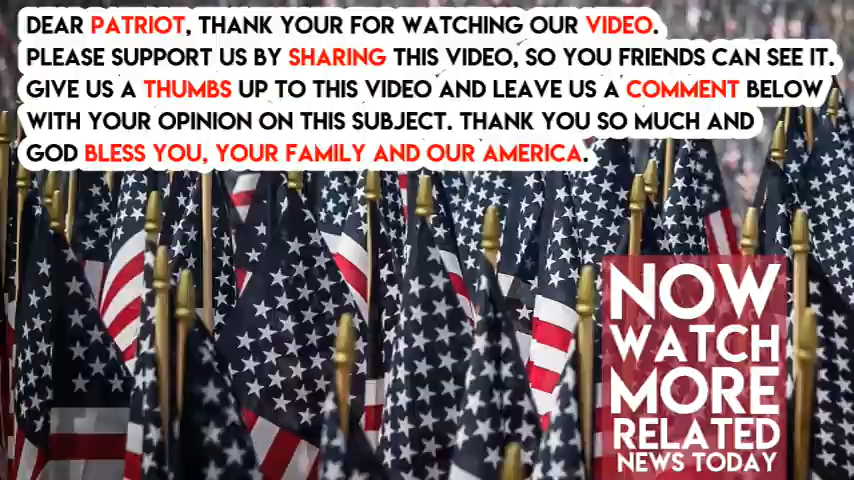 DEAR PATRIOT, THANK YOUR FOR WATCHING OUR VIDEO.
PLEASE SUPPORT US BY SHARING THIS VIDEO, SO YOU FRIENDS CAN SEE IT.
GIVE US A THUMBS UP TO THIS VIDEO AND LEAVE US A COMMENT BELOW
WITH YOUR OPINION ON THIS SUBJECT. THANK YOU SO MUCH AND
GOD BLESS YOU, YOUR FAMILY AND OUR AMERICA.
NOW
WATCH
MORE
RELATED
NEWS TODAY